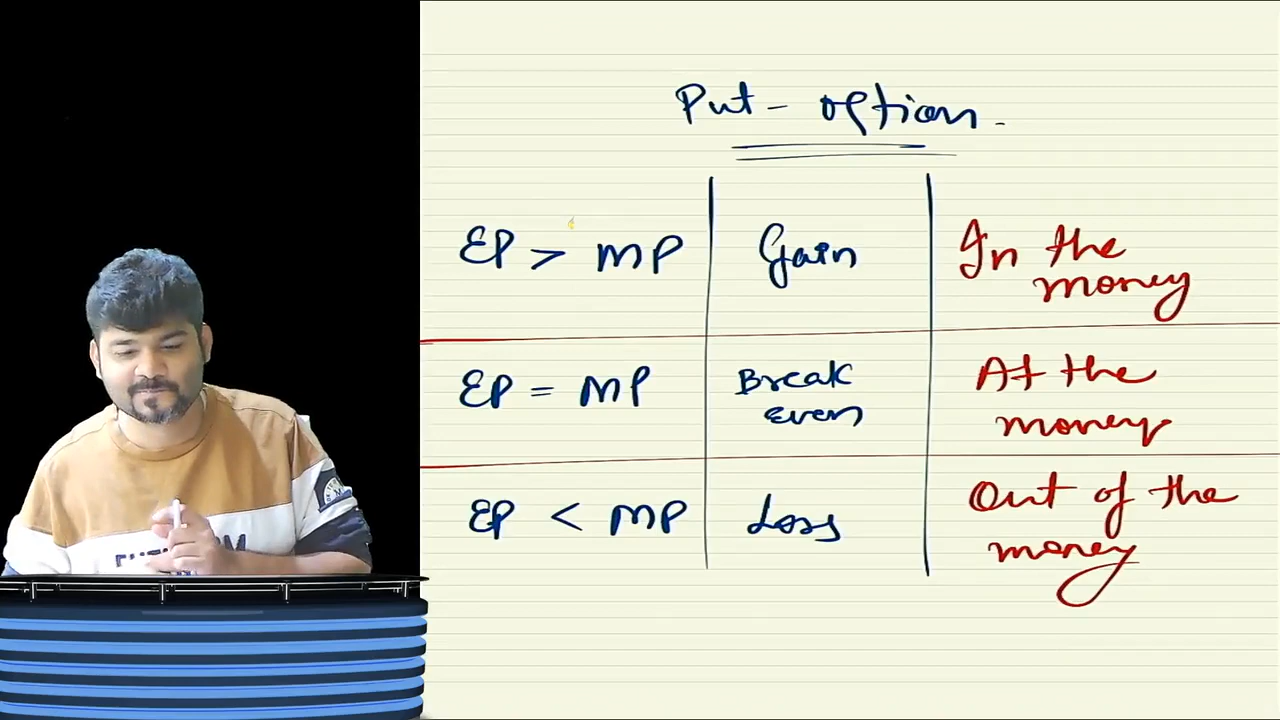 Put - option.
EP > MP Gain In the
money
EP = MP Break At the
even money
EP < MP Loss Out of the
money